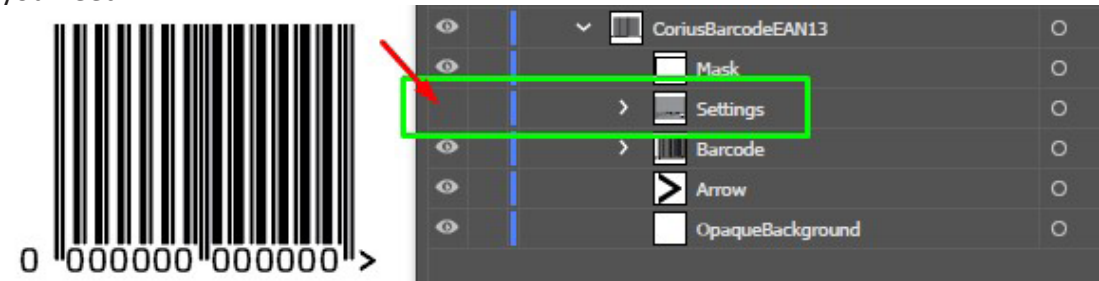 CoriusBarcodeEAN13
Mask
Settings
Barcode
Arrow
OpaqueBackground
0 000000 000000 >